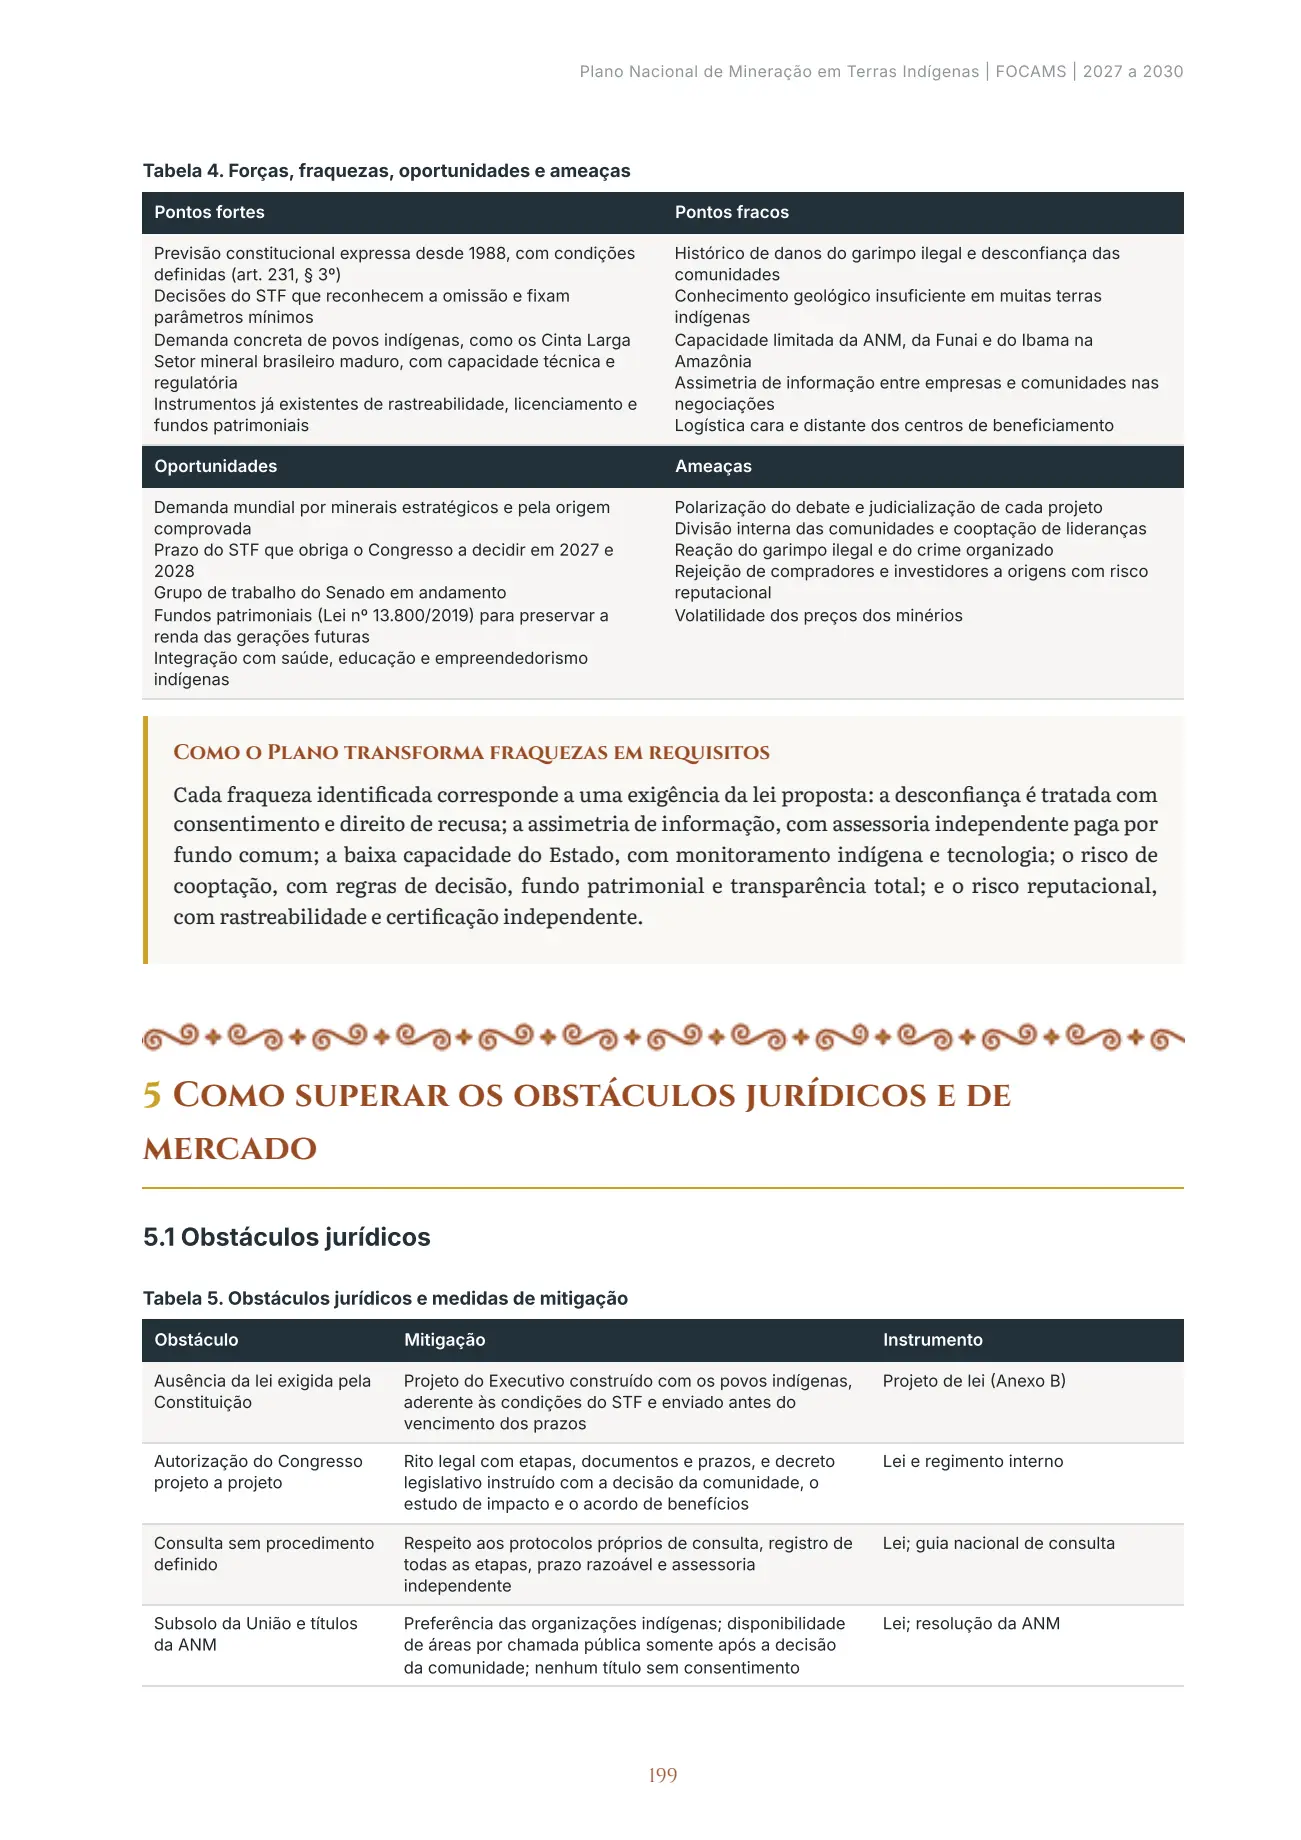 Plano Nacional de Mineração em Terras Indígenas | FOCAMS | 2027 a 2030
Tabela 4. Forças, fraquezas, oportunidades e ameaças
Pontos fortes
Previsão constitucional expressa desde 1988, com condições
definidas (art. 231, § 3º)
Decisões do STF que reconhecem a omissão e fixam
parâmetros mínimos
Demanda concreta de povos indígenas, como os Cinta Larga
Setor mineral brasileiro maduro, com capacidade técnica e
regulatória
Instrumentos já existentes de rastreabilidade, licenciamento e
fundos patrimoniais
Pontos fracos
Histórico de danos do garimpo ilegal e desconfiança das
comunidades
Conhecimento geológico insuficiente em muitas terras
indígenas
Capacidade limitada da ANM, da Funai e do Ibama na
Amazônia
Assimetria de informação entre empresas e comunidades nas
negociações
Logística cara e distante dos centros de beneficiamento
Oportunidades
Demanda mundial por minerais estratégicos e pela origem
comprovada
Prazo do STF que obriga o Congresso a decidir em 2027 e
2028
Grupo de trabalho do Senado em andamento
Fundos patrimoniais (Lei nº 13.800/2019) para preservar a
renda das gerações futuras
Integração com saúde, educação e empreendedorismo
indígenas
Ameaças
Polarização do debate e judicialização de cada projeto
Divisão interna das comunidades e cooptação de lideranças
Reação do garimpo ilegal e do crime organizado
Rejeição de compradores e investidores a origens com risco
reputacional
Volatilidade dos preços dos minérios
Como o Plano transforma fraquezas em requisitos
Cada fraqueza identificada corresponde a uma exigência da lei proposta: a desconfiança é tratada com
consentimento e direito de recusa; a assimetria de informação, com assessoria independente paga por
fundo comum; a baixa capacidade do Estado, com monitoramento indígena e tecnologia; o risco de
cooptação, com regras de decisão, fundo patrimonial e transparência total; e o risco reputacional,
com rastreabilidade e certificação independente.
5 Como superar os obstáculos jurídicos e de
mercado
5.1 Obstáculos jurídicos
Tabela 5. Obstáculos jurídicos e medidas de mitigação
Obstáculo
Mitigação
Instrumento
Ausência da lei exigida pela
Constituição
Projeto do Executivo construído com os povos indígenas,
aderente às condições do STF e enviado antes do
vencimento dos prazos
Projeto de lei (Anexo B)
Autorização do Congresso
projeto a projeto
Rito legal com etapas, documentos e prazos, e decreto
legislativo instruído com a decisão da comunidade, o
estudo de impacto e o acordo de benefícios
Lei e regimento interno
Consulta sem procedimento
definido
Respeito aos protocolos próprios de consulta, registro de
todas as etapas, prazo razoável e assessoria
independente
Lei; guia nacional de consulta
Subsolo da União e títulos
da ANM
Preferência das organizações indígenas; disponibilidade
de áreas por chamada pública somente após a decisão
da comunidade; nenhum título sem consentimento
Lei; resolução da ANM
199